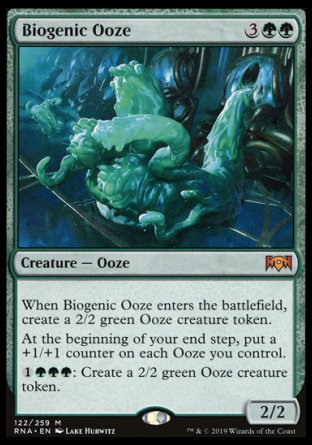 Biogenic Ooze 3
Creature — Ooze
When Biogenic Ooze enters the battlefield,
create a 2/2 green Ooze creature token.
At the beginning of your end step, put a
+1/+1 counter on each Ooze you control.
1 : Create a 2/2 green Ooze creature
token.
2/2
122/259 M
RNA • EN Lake Hurwitz
™ & © 2019 Wizards of the Coast